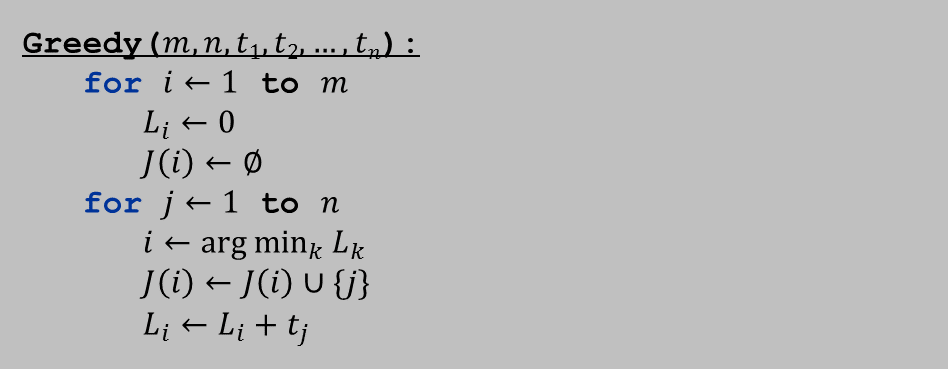 Greedy(m, n, t₁, t₂, …, tₙ):
for i ← 1 to m
Lᵢ ← 0
J(i) ← ∅
for j ← 1 to n
i ← arg minₖ Lₖ
J(i) ← J(i) ∪ {j}
Lᵢ ← Lᵢ + tⱼ